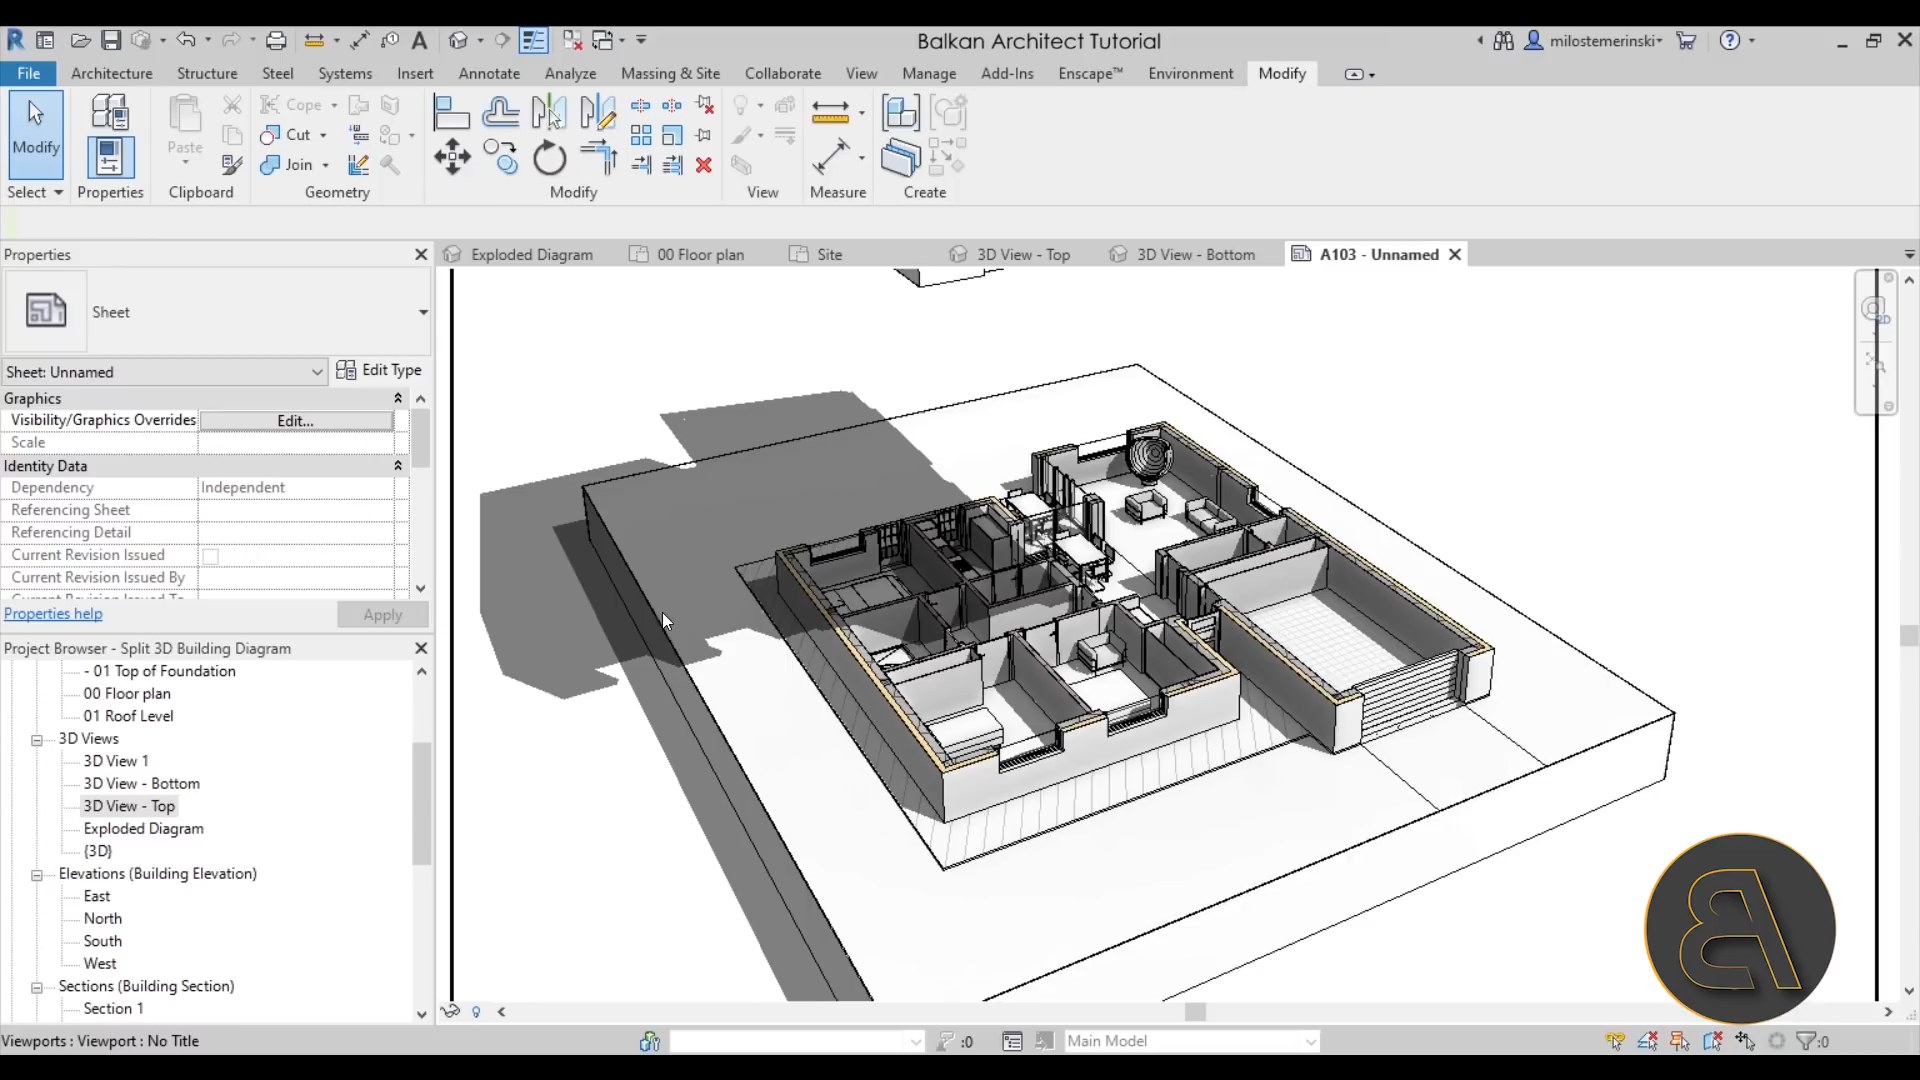 Balkan Architect Tutorial
milostemerinski
File Architecture Structure Steel Systems Insert Annotate Analyze Massing & Site Collaborate View Manage Add-Ins Enscape™ Environment Modify
Modify
Paste
Cope
Cut
Join
Select Properties Clipboard Geometry Modify View Measure Create
Properties
Exploded Diagram
00 Floor plan
Site
3D View - Top
3D View - Bottom
A103 - Unnamed
Sheet
Sheet: Unnamed
Edit Type
Graphics
Visibility/Graphics Overrides
Edit...
Scale
Identity Data
Dependency Independent
Referencing Sheet
Referencing Detail
Current Revision Issued
Current Revision Issued By
Current Revision Issued To
Properties help
Apply
Project Browser - Split 3D Building Diagram
- 01 Top of Foundation
00 Floor plan
01 Roof Level
3D Views
3D View 1
3D View - Bottom
3D View - Top
Exploded Diagram
{3D}
Elevations (Building Elevation)
East
North
South
West
Sections (Building Section)
Section 1
Viewports : Viewport : No Title
:0
Main Model
:0